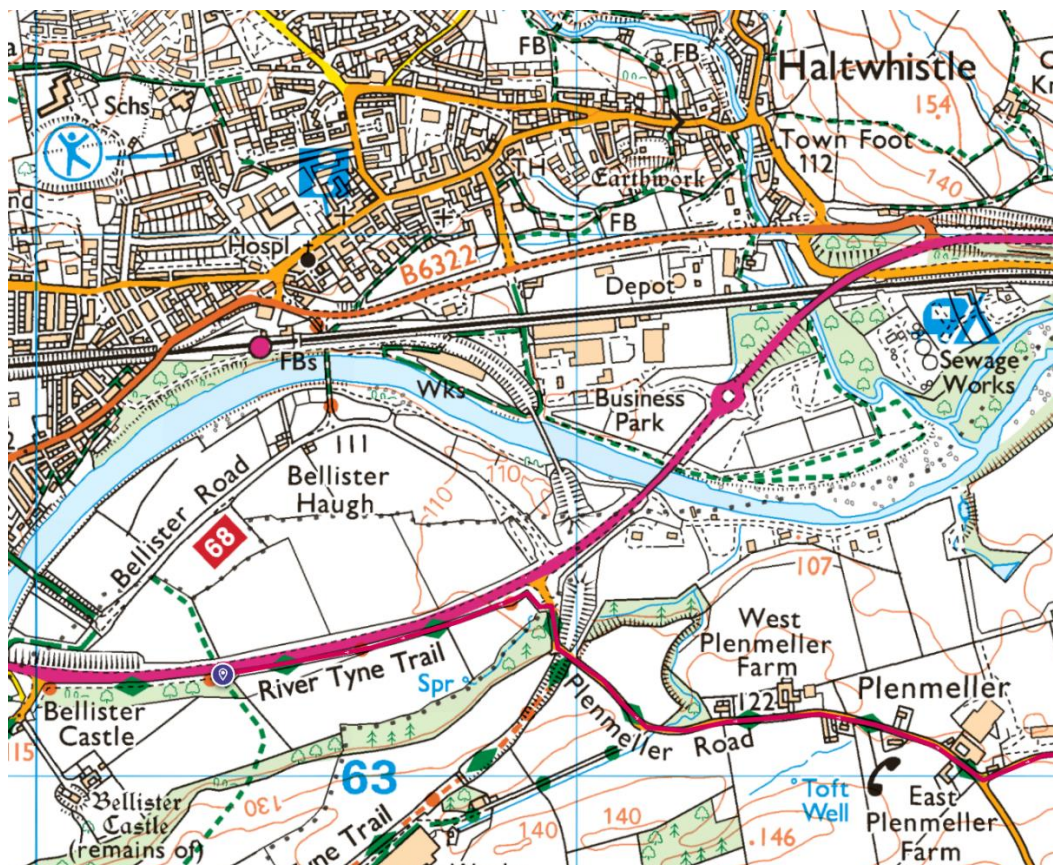 FB
FB
Haltwhistle
Schs
154
Town Foot
112
TH
Earthwork
140
FB
Hospl
B6322
Depot
FBs
Wks
Business
Park
Sewage
Works
111
Bellister
Haugh
110
110
Bellister Road
68
107
West
Plenmeller
Farm
122
Plenmeller
River Tyne Trail
Spr
Plenmeller Road
Bellister
Castle
115
63
Toft
Well
Bellister
Castle
(remains of)
130
Tyne Trail
140
140
146
East
Plenmeller
Farm